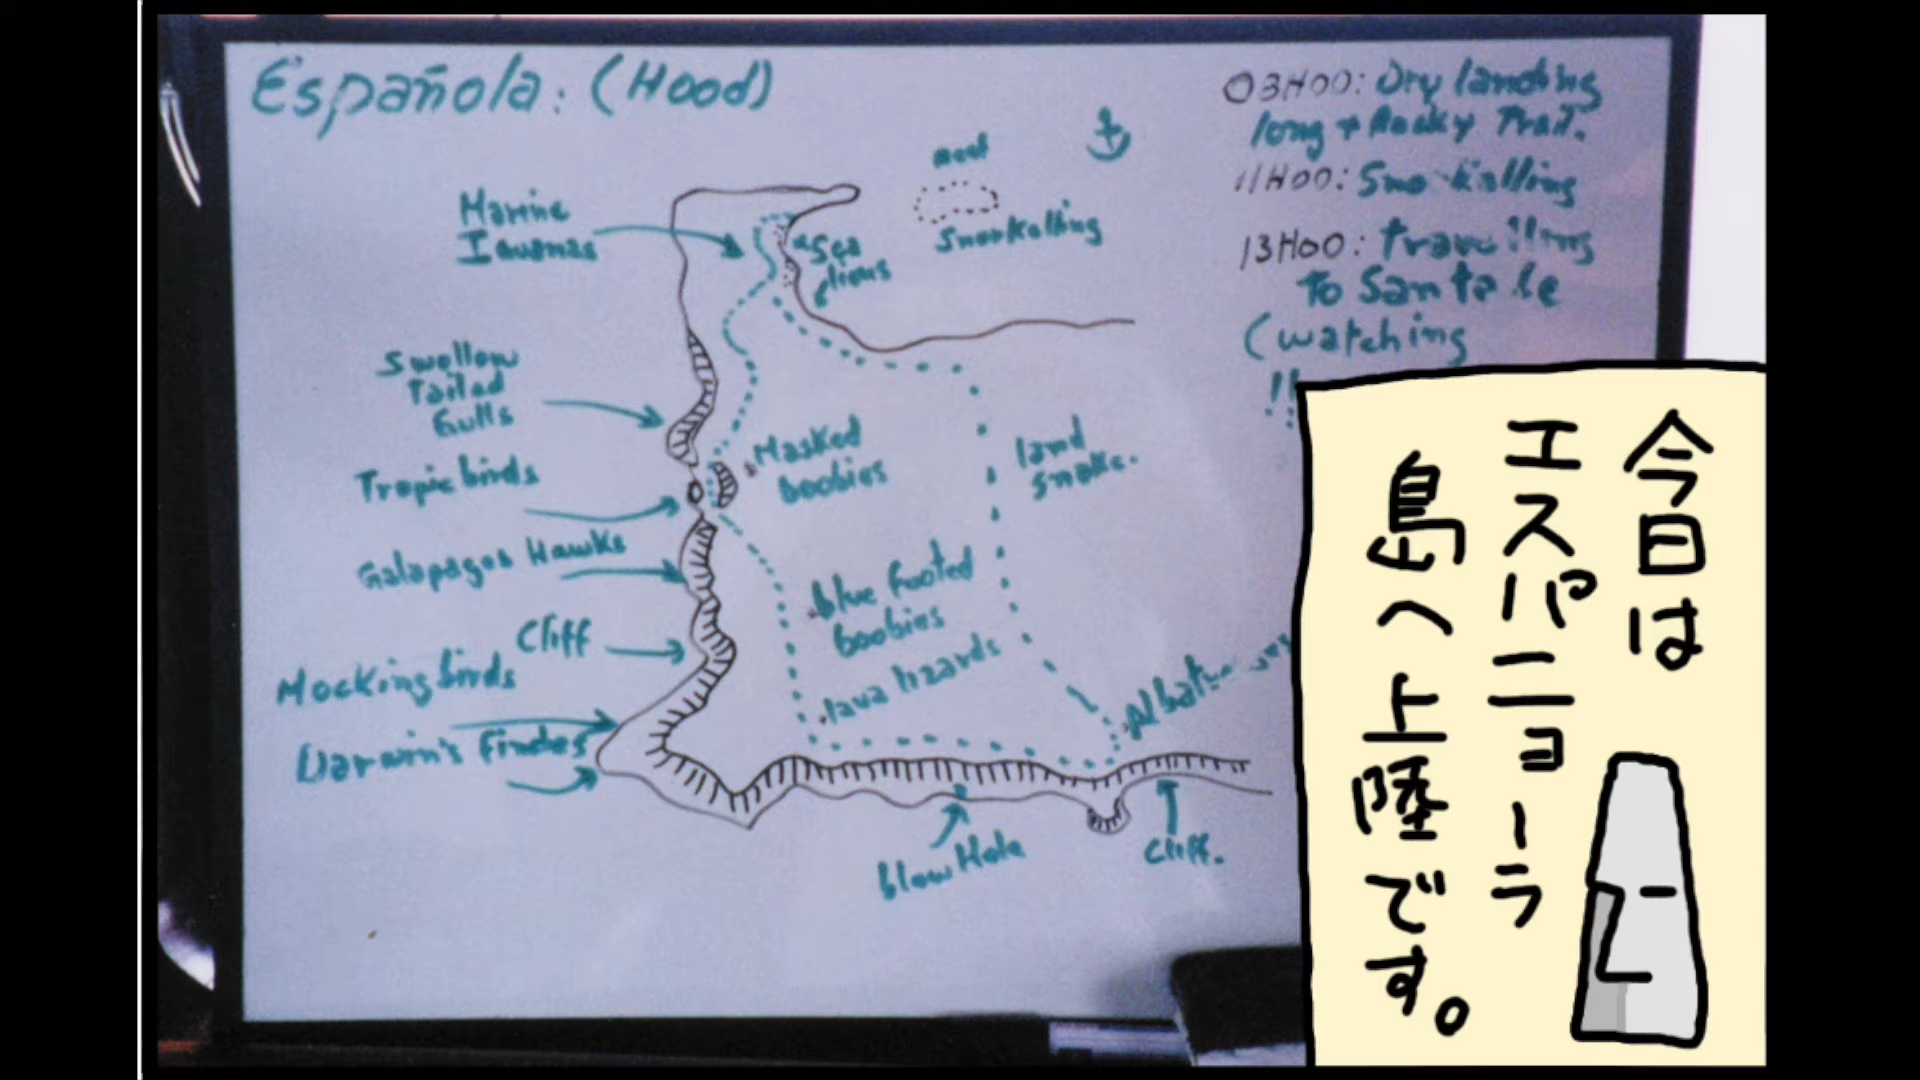 Española: (Hood)
03H00: Dry landing
long + Rocky Trail.
11H00: Snorkelling
13H00: Travelling
To Santa Fe
(watching
!!
Reef
Snorkelling
Marine
Iguanas
Sea
lions
Swallow
Tailed
Gulls
Tropic birds
Galapagos Hawks
Cliff
Mocking birds
Darwin's Finches
Masked
boobies
land
snake.
blue footed
boobies
lava lizards
blow Hole
Cliff.
今日は
エスパニョーラ
島へ上陸です。